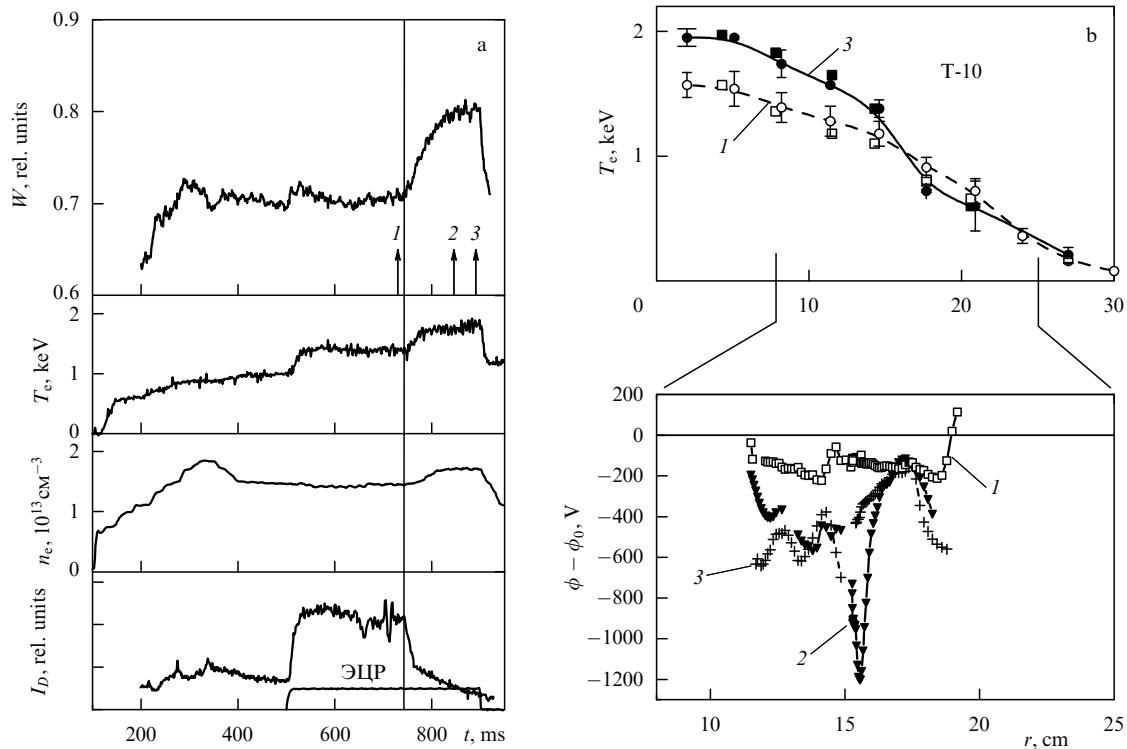 0.9
a
W, rel. units
0.8
0.7
1
2
3
0.6
T_e, keV
2
1
0
n_e, 10^13 см^−3
2
1
0
I_D, rel. units
ЭЦР
200 400 600 800 t, ms
b
T_e, keV
2
1
T-10
3
1
0 10 20 30
ϕ − ϕ_0, V
200
0
−200
−400
−600
−800
−1000
−1200
1
3
2
10 15 19 25
r, cm